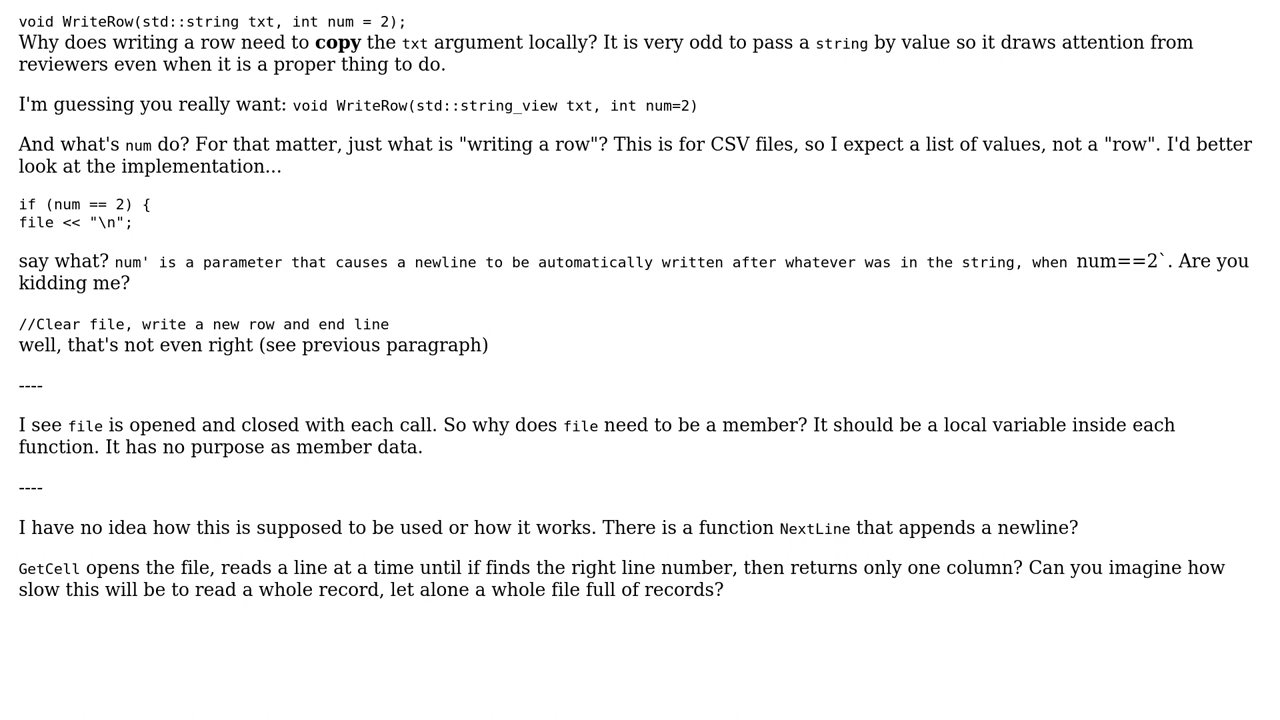 void WriteRow(std::string txt, int num = 2);
Why does writing a row need to copy the txt argument locally? It is very odd to pass a string by value so it draws attention from
reviewers even when it is a proper thing to do.
I'm guessing you really want: void WriteRow(std::string_view txt, int num=2)
And what's num do? For that matter, just what is "writing a row"? This is for CSV files, so I expect a list of values, not a "row". I'd better
look at the implementation...
if (num == 2) {
file << "\n";
say what? num' is a parameter that causes a newline to be automatically written after whatever was in the string, when num==2`. Are you
kidding me?
//Clear file, write a new row and end line
well, that's not even right (see previous paragraph)
----
I see file is opened and closed with each call. So why does file need to be a member? It should be a local variable inside each
function. It has no purpose as member data.
----
I have no idea how this is supposed to be used or how it works. There is a function NextLine that appends a newline?
GetCell opens the file, reads a line at a time until if finds the right line number, then returns only one column? Can you imagine how
slow this will be to read a whole record, let alone a whole file full of records?